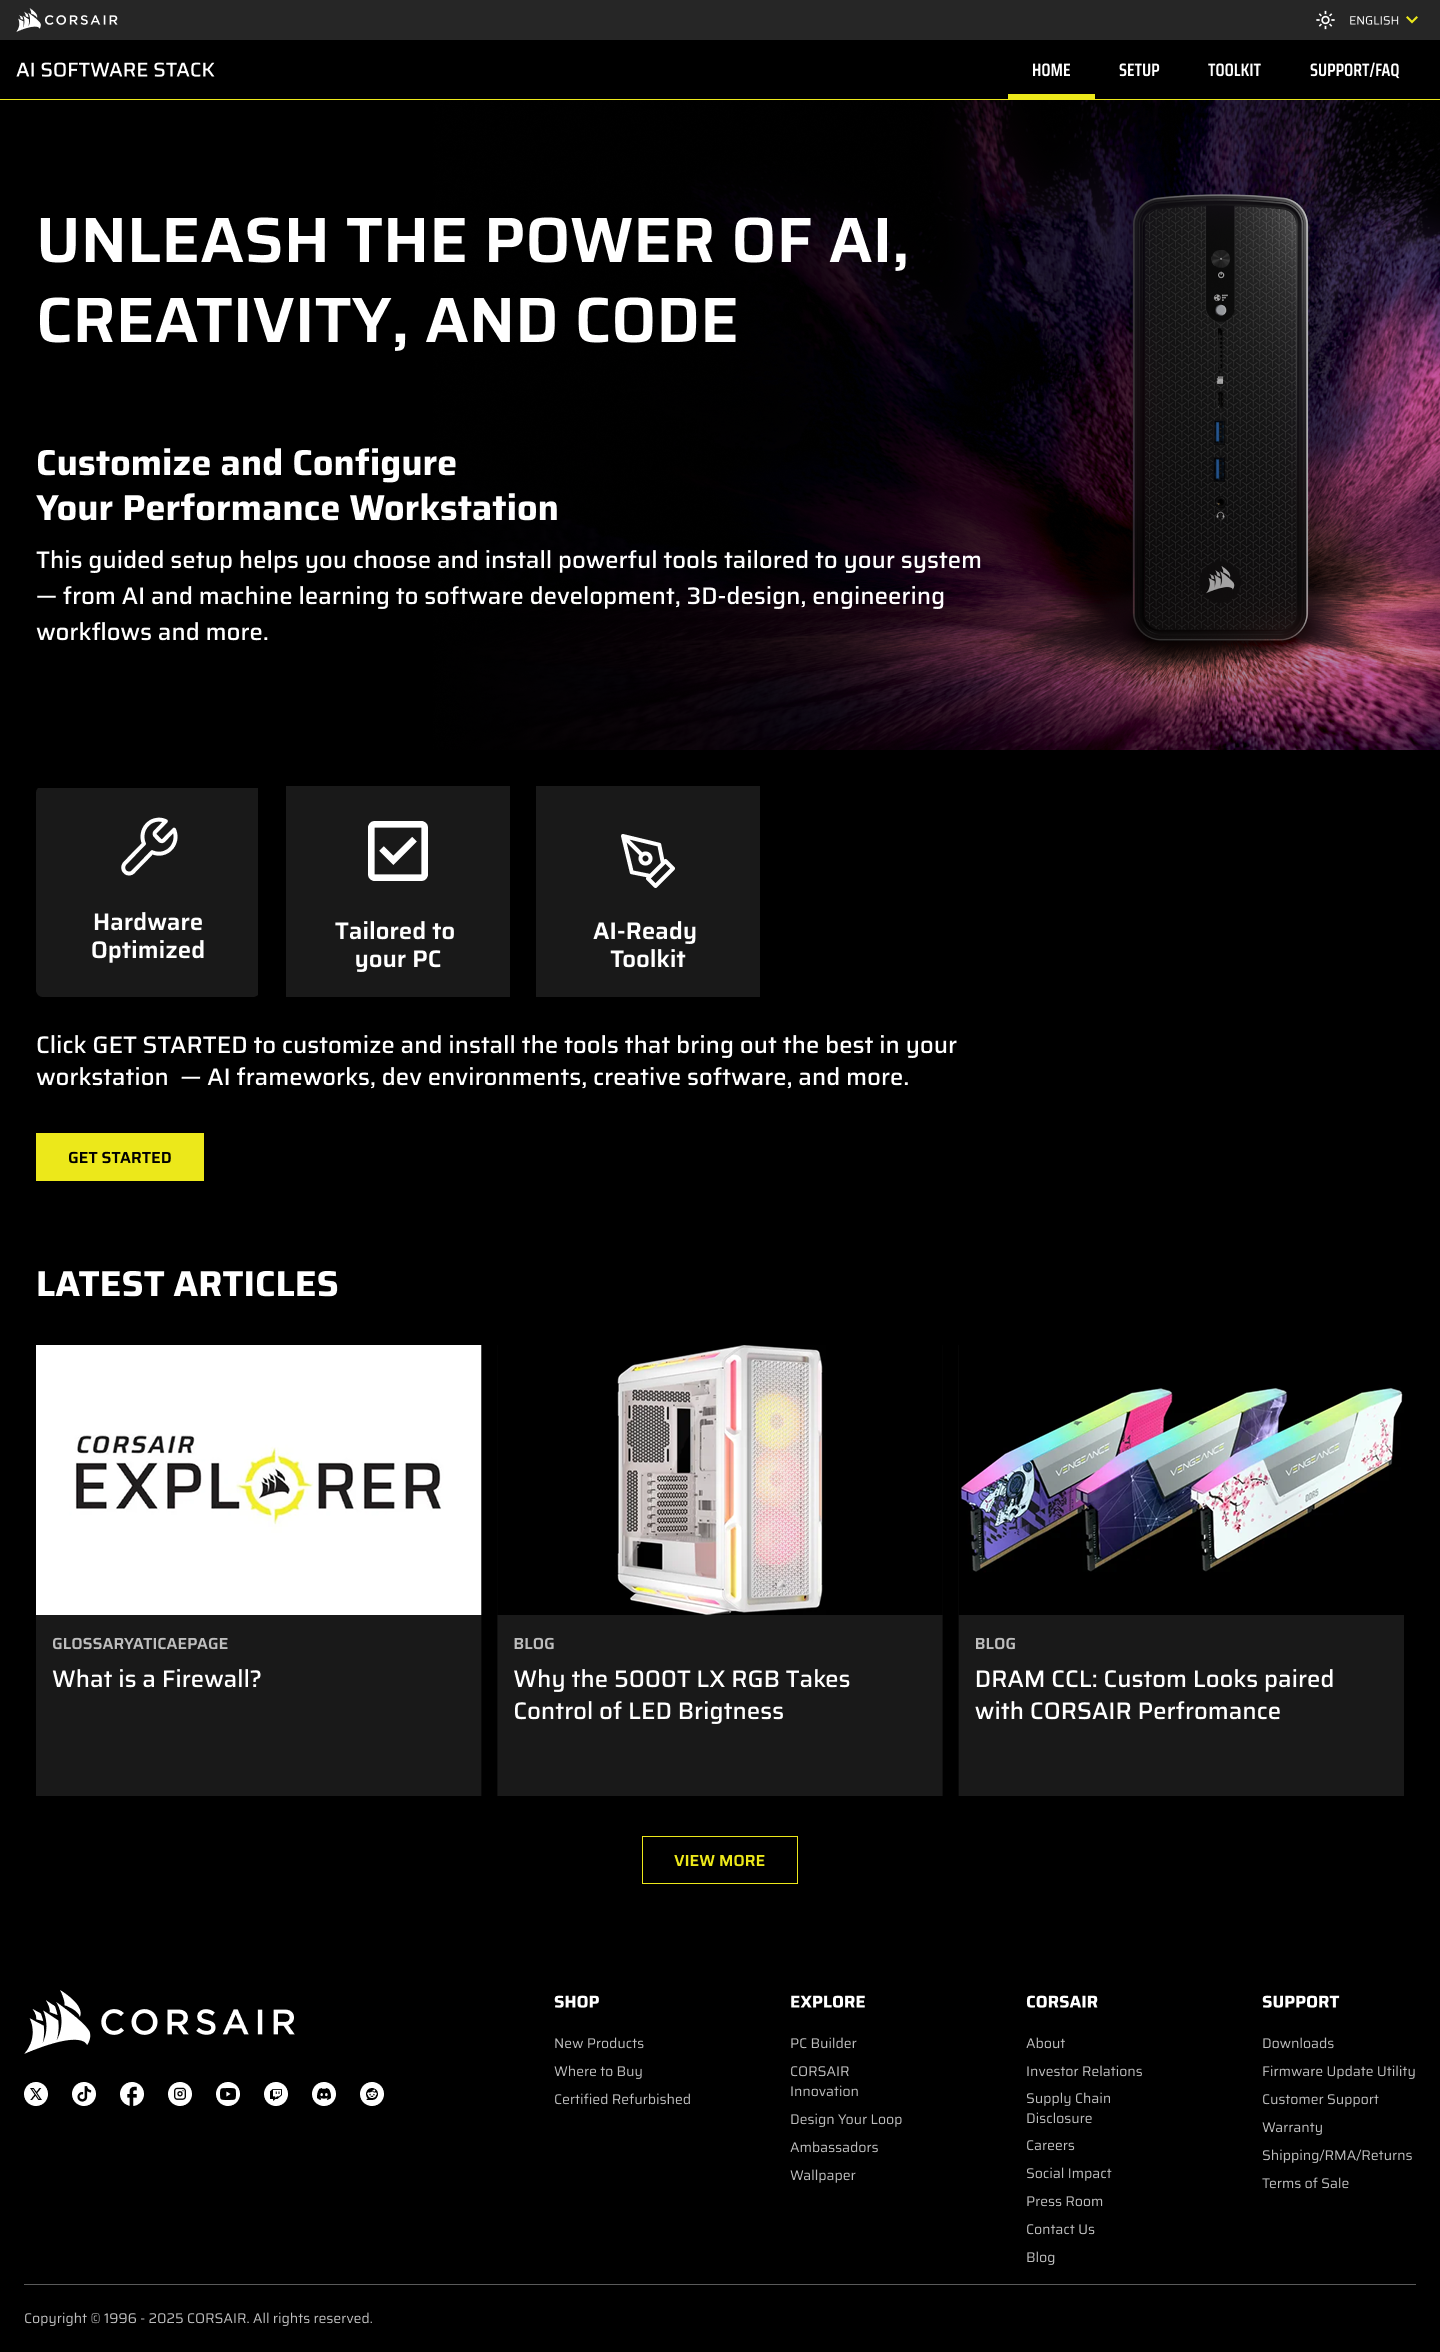 CORSAIR
ENGLISH
AI SOFTWARE STACK
HOME
SETUP
TOOLKIT
SUPPORT/FAQ
UNLEASH THE POWER OF AI,
CREATIVITY, AND CODE
Customize and Configure
Your Performance Workstation
This guided setup helps you choose and install powerful tools tailored to your system
— from AI and machine learning to software development, 3D-design, engineering
workflows and more.
Hardware
Optimized
Tailored to
your PC
AI-Ready
Toolkit
Click GET STARTED to customize and install the tools that bring out the best in your
workstation — AI frameworks, dev environments, creative software, and more.
GET STARTED
LATEST ARTICLES
CORSAIR
EXPLORER
VENGEANCE
VENGEANCE
VENGEANCE
DDR5
GLOSSARYATICAEPAGE
What is a Firewall?
BLOG
Why the 5000T LX RGB Takes
Control of LED Brigtness
BLOG
DRAM CCL: Custom Looks paired
with CORSAIR Perfromance
VIEW MORE
CORSAIR
SHOP
New Products
Where to Buy
Certified Refurbished
EXPLORE
PC Builder
CORSAIR
Innovation
Design Your Loop
Ambassadors
Wallpaper
CORSAIR
About
Investor Relations
Supply Chain
Disclosure
Careers
Social Impact
Press Room
Contact Us
Blog
SUPPORT
Downloads
Firmware Update Utility
Customer Support
Warranty
Shipping/RMA/Returns
Terms of Sale
Copyright © 1996 - 2025 CORSAIR. All rights reserved.